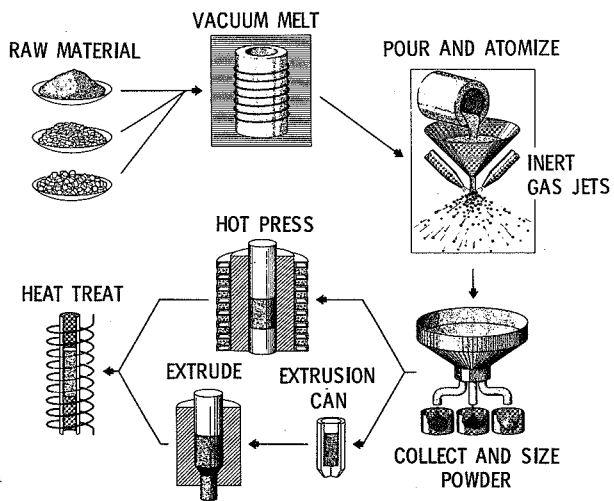 RAW MATERIAL
VACUUM MELT
POUR AND ATOMIZE
INERT
GAS JETS
HOT PRESS
HEAT TREAT
EXTRUDE
EXTRUSION
CAN
COLLECT AND SIZE
POWDER